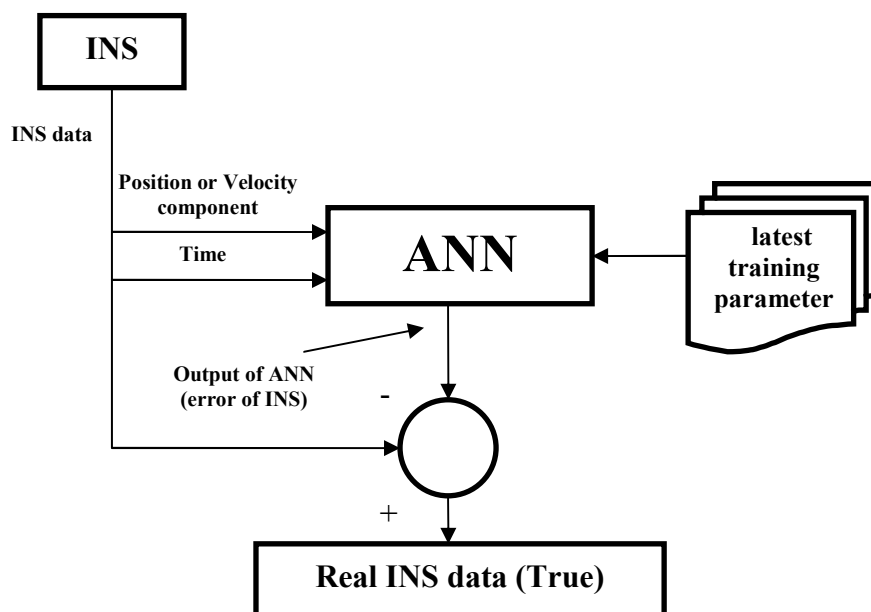 INS
INS data
Position or Velocity
component
Time
ANN
latest
training
parameter
Output of ANN
(error of INS)
-
+
Real INS data (True)